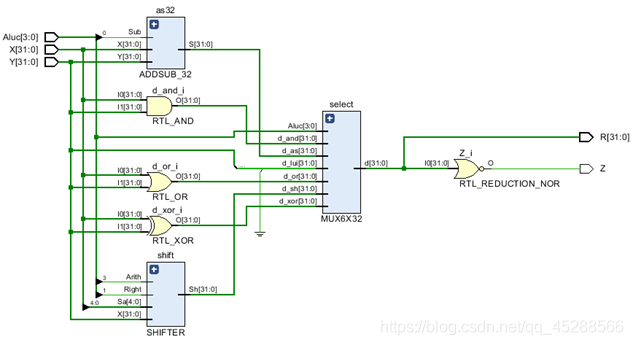 as32
Aluc[3:0]
0
Sub
X[31:0]
X[31:0]
S[31:0]
Y[31:0]
Y[31:0]
ADDSUB_32
d_and_i
I0[31:0]
O[31:0]
I1[31:0]
RTL_AND
select
Aluc[3:0]
d_and[31:0]
d_as[31:0]
d_lui[31:0]
d_or[31:0]
d_sh[31:0]
d_xor[31:0]
d[31:0]
MUX6X32
R[31:0]
Z_i
I0[31:0]
O
Z
RTL_REDUCTION_NOR
d_or_i
I0[31:0]
O[31:0]
I1[31:0]
RTL_OR
d_xor_i
I0[31:0]
O[31:0]
I1[31:0]
RTL_XOR
shift
3
Arith
1
Right
Sh[31:0]
4:0
Sa[4:0]
X[31:0]
SHIFTER
https://blog.csdn.net/qq_45288566